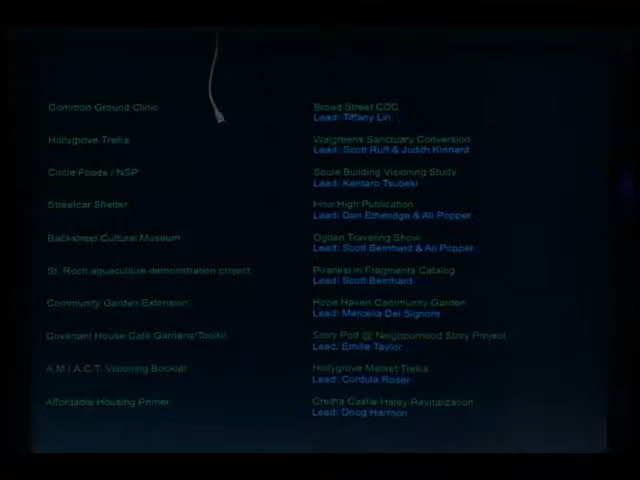 Common Ground Clinic
Hollygrove Trellis
Circle Foods / NSP
Streetcar Shelter
Backstreet Cultural Museum
St. Roch aquaculture demonstration project
Community Garden Extension
Covenant House Café Gardens Toolkit
A.M.I.A.C.T. Visioning Booklet
Affordable Housing Primer
Broad Street CDC
Lead: Tiffany Lin
Walgreens Sanctuary Conversion
Lead: Scott Ruff & Judith Kinnard
Soule Building Visioning Study
Lead: Kentaro Tsubeki
How High Publication
Lead: Dan Etheridge & Ali Popper
Ogden Traveling Show
Lead: Scott Bernhard & Ali Popper
Piranesi in Fragments Catalog
Lead: Scott Bernhard
Hope Haven Community Garden
Lead: Marcella Del Signore
Story Pod @ Neighborhood Story Project
Lead: Emilie Taylor
Hollygrove Market Trellis
Lead: Cordula Roser
Oretha Castle Haley Revitalization
Lead: Doug Harmon